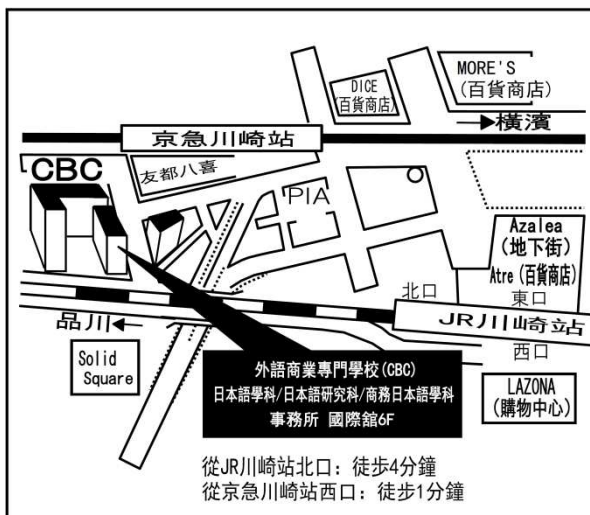 MORE'S
(百貨商店)
DICE
(百貨商店)
→橫濱
京急川崎站
CBC
友都八喜
PIA
Azalea
(地下街)
Atre(百貨商店)
北口
東口
JR川崎站
品川←
西口
Solid
Square
LAZONA
(購物中心)
外語商業專門學校(CBC)
日本語學科/日本語研究科/商務日本語學科
事務所 國際舘6F
從JR川崎站北口：徒步4分鐘
從京急川崎站西口：徒步1分鐘